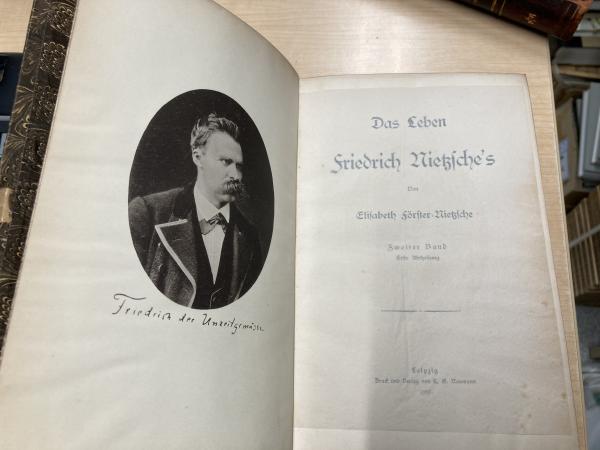 Friedrich der Unzeitgemässe
Das Leben
Friedrich Nietzsche's
Von
Elisabeth Förster-Nietzsche
Zweiter Band
Erste Abtheilung
Leipzig
Druck und Verlag von C. G. Naumann